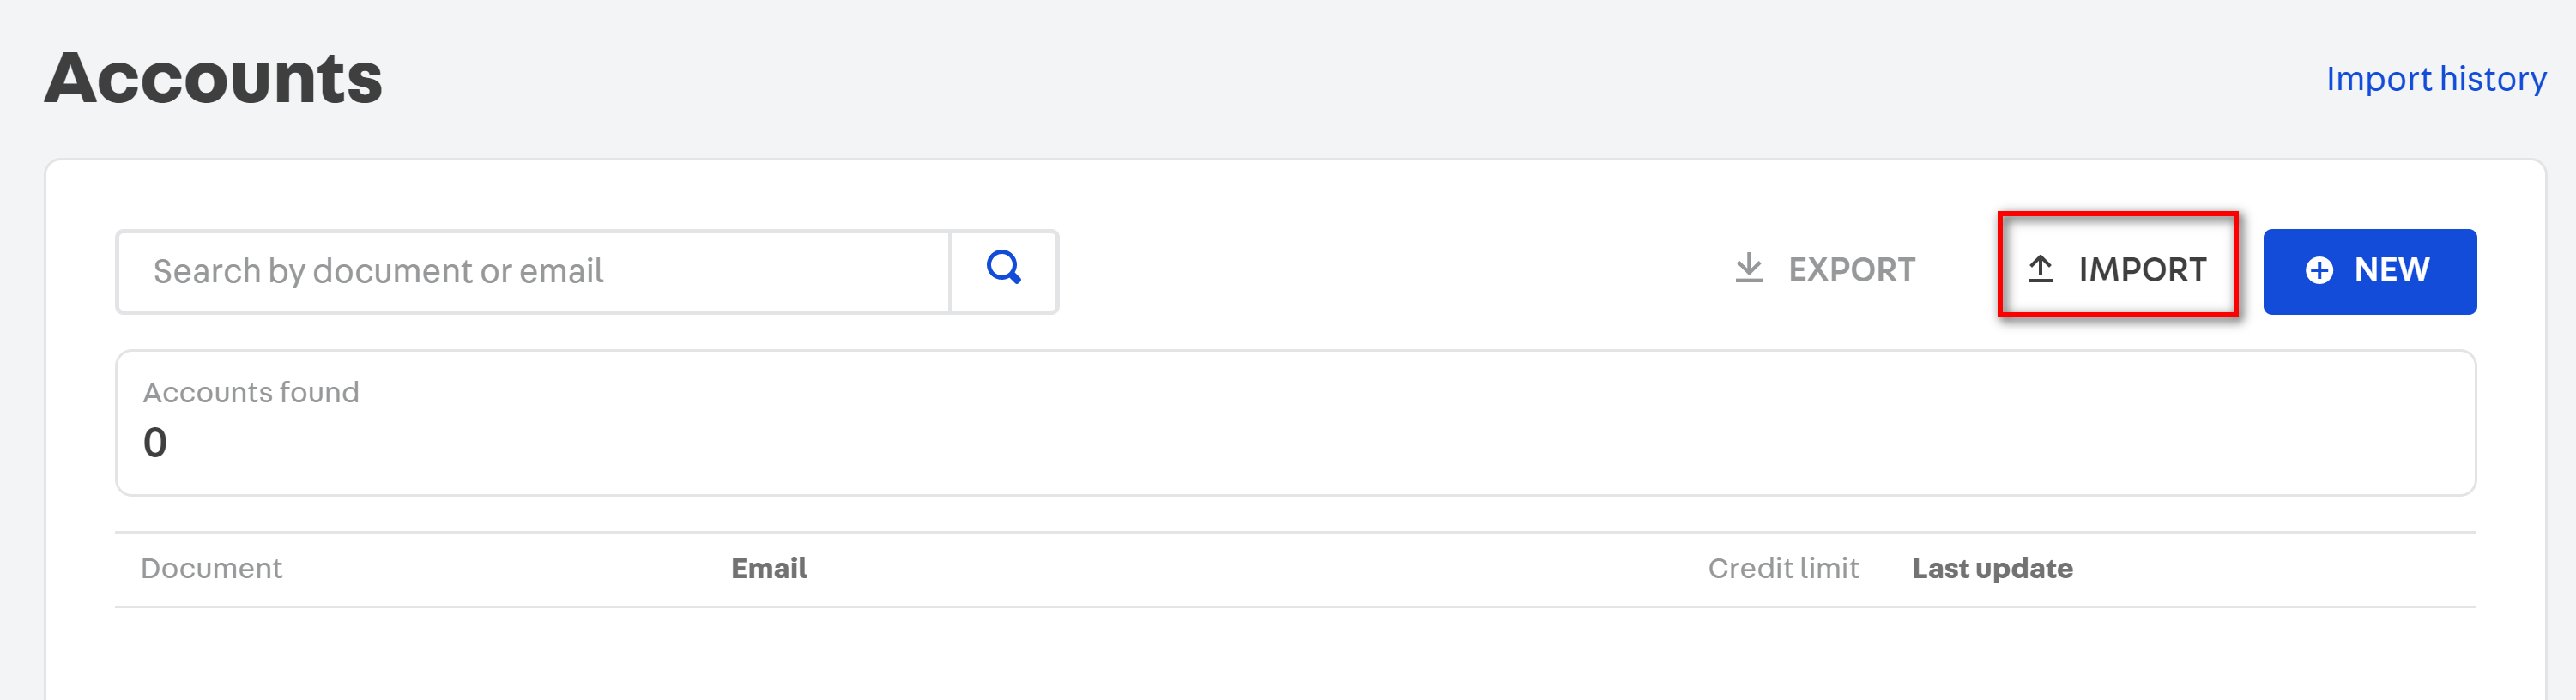 Accounts
Import history
Search by document or email
EXPORT
IMPORT
NEW
Accounts found
0
Document Email Credit limit Last update